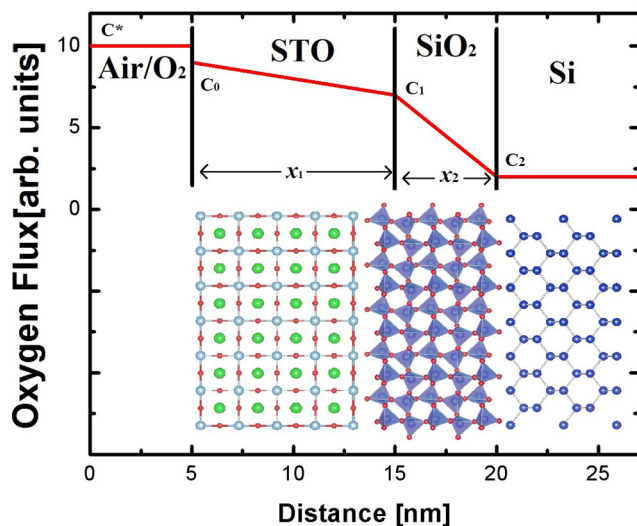 C*
Air/O₂
STO
SiO₂
Si
C₀
C₁
C₂
x₁
x₂
10
5
0
Oxygen Flux[arb. units]
0 5 10 15 20 25
Distance [nm]